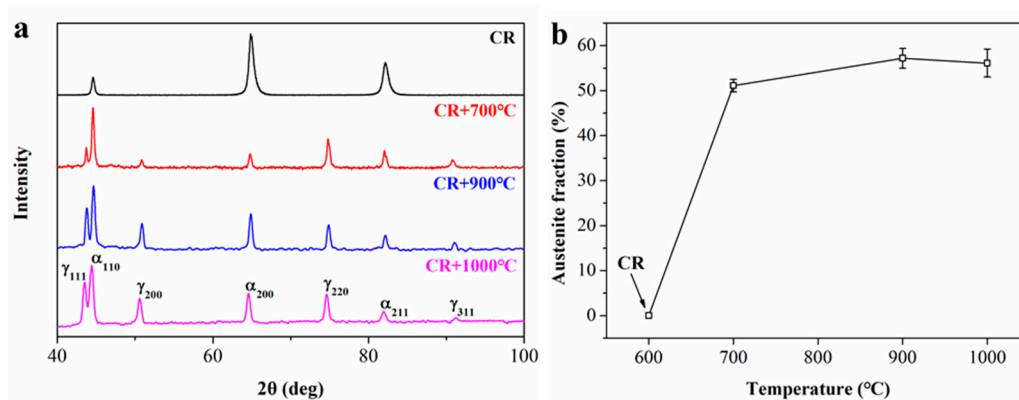 a
CR
CR+700°C
CR+900°C
CR+1000°C
γ111
α110
γ200
α200
γ220
α211
γ311
Intensity
40
60
80
100
2θ (deg)
b
Austenite fraction (%)
60
50
40
30
20
10
0
CR
600
700
800
900
1000
Temperature (°C)